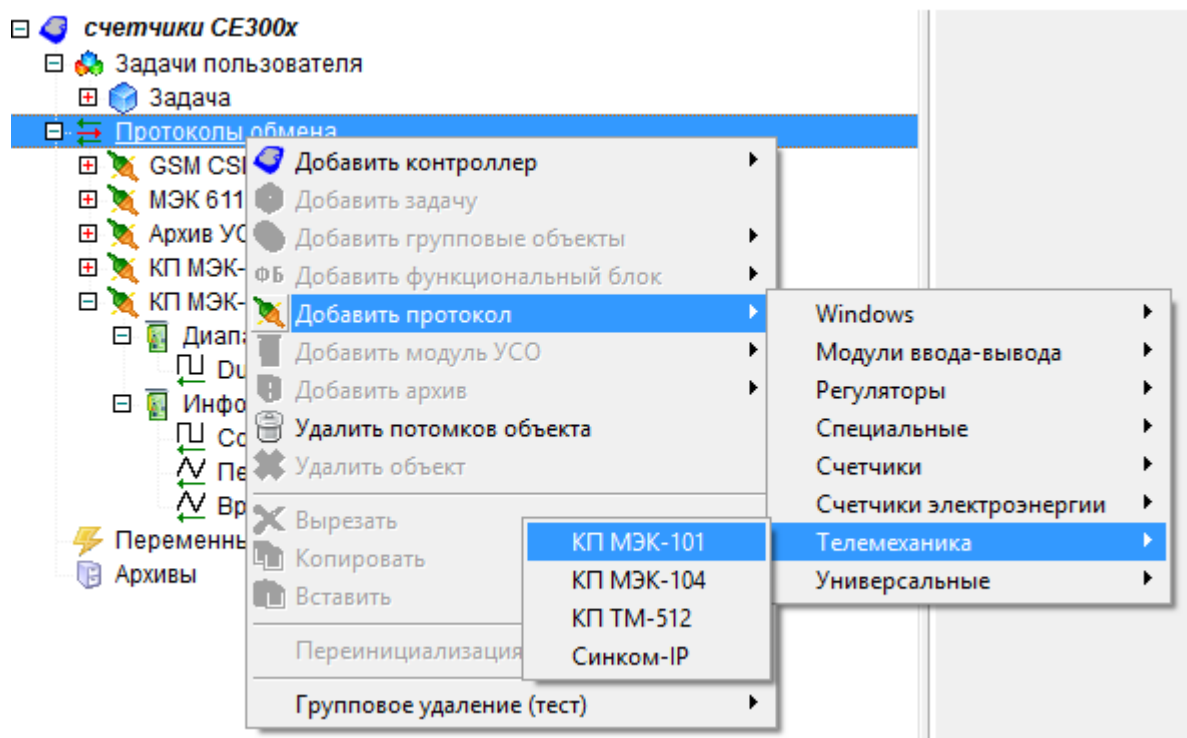 счетчики CE300x
Задачи пользователя
Задача
Протоколы обмена
GSM CS
МЭК 611
Архив УС
КП МЭК-
КП МЭК-
Диапа
Du
Инфо
Со
Пе
Вр
Переменны
Архивы
Добавить контроллер
Добавить задачу
Добавить групповые объекты
ФБ Добавить функциональный блок
Добавить протокол
Добавить модуль УСО
Добавить архив
Удалить потомков объекта
Удалить объект
Вырезать
Копировать
Вставить
Переинициализация
Групповое удаление (тест)
Windows
Модули ввода-вывода
Регуляторы
Специальные
Счетчики
Счетчики электроэнергии
Телемеханика
Универсальные
КП МЭК-101
КП МЭК-104
КП ТМ-512
Синком-IP